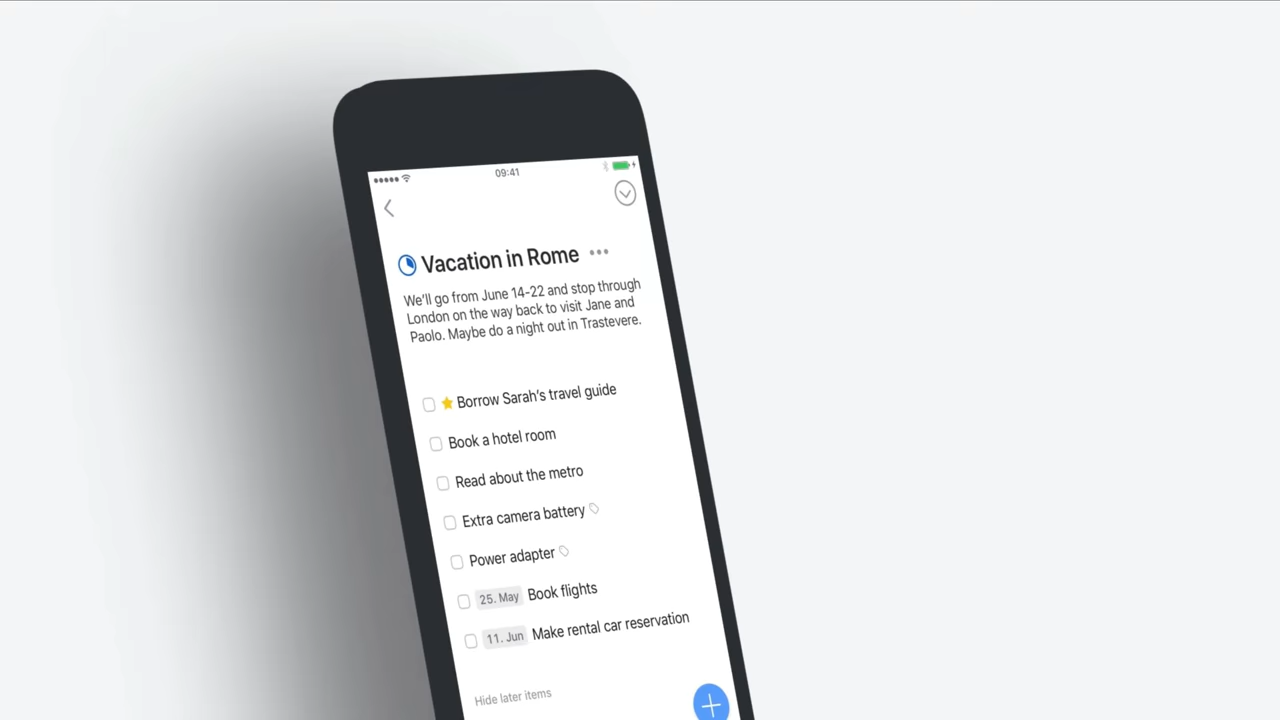 09:41
Vacation in Rome
We'll go from June 14-22 and stop through
London on the way back to visit Jane and
Paolo. Maybe do a night out in Trastevere.
Borrow Sarah's travel guide
Book a hotel room
Read about the metro
Extra camera battery
Power adapter
25. May Book flights
11. Jun Make rental car reservation
Hide later items